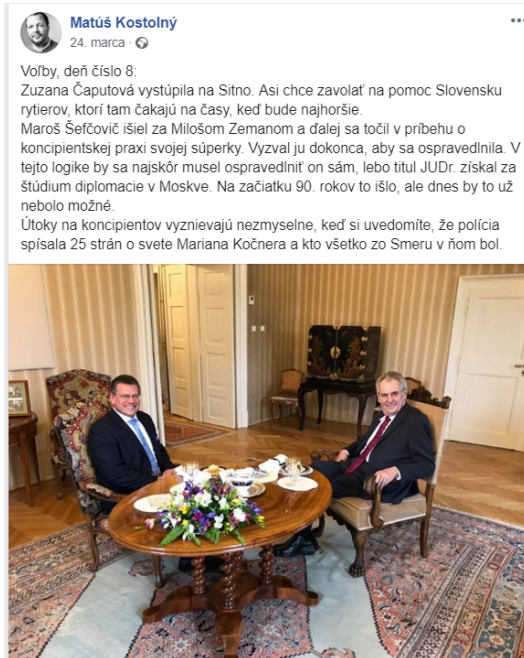 Matúš Kostolný
24. marca ·
Voľby, deň číslo 8:
Zuzana Čaputová vystúpila na Sitno. Asi chce zavolať na pomoc Slovensku
rytierov, ktorí tam čakajú na časy, keď bude najhoršie.
Maroš Šefčovič išiel za Milošom Zemanom a ďalej sa točil v príbehu o
koncipientskej praxi svojej súperky. Vyzval ju dokonca, aby sa ospravedlnila. V
tejto logike by sa najskôr musel ospravedlniť on sám, lebo titul JUDr. získal za
štúdium diplomacie v Moskve. Na začiatku 90. rokov to išlo, ale dnes by to už
nebolo možné.
Útoky na koncipientov vyznievajú nezmyselne, keď si uvedomíte, že polícia
spísala 25 strán o svete Mariana Kočnera a kto všetko zo Smeru v ňom bol.